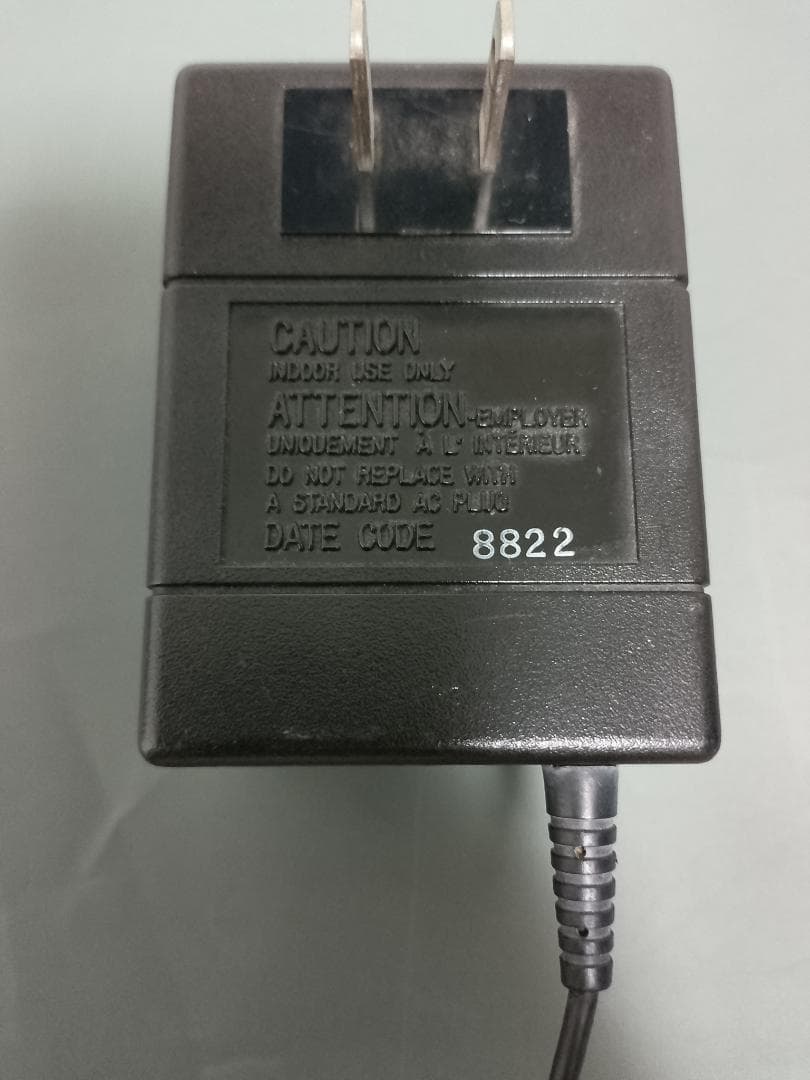 CAUTION
INDOOR USE ONLY
ATTENTION-EMPLOYER
UNIQUEMENT À L' INTÉRIEUR
DO NOT REPLACE WITH
A STANDARD AC PLUG
DATE CODE 8822